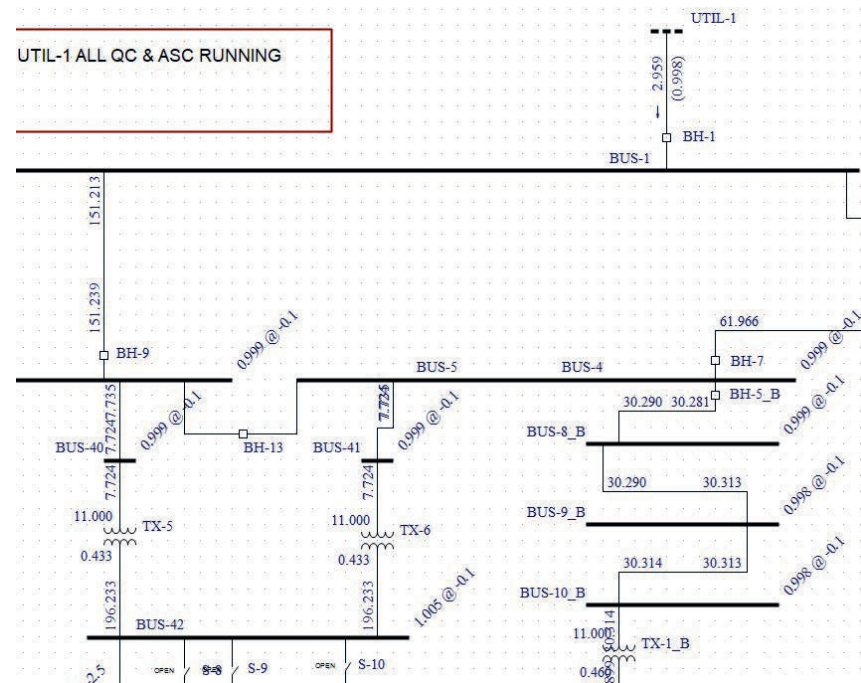 UTIL-1
UTIL-1 ALL QC & ASC RUNNING
2.959
(0.998)
BH-1
BUS-1
151.213
151.239
BH-9
0.999 @ -0.1
61.966
BH-7
0.999 @ -0.1
BUS-5
BUS-4
7.735
7.724
BUS-40
0.999 @ -0.1
BH-13
BUS-41
0.999 @ -0.1
BH-5_B
30.290
30.281
0.999 @ -0.1
BUS-8_B
7.724
7.724
30.290
30.313
0.998 @ -0.1
BUS-9_B
11.000
TX-5
0.433
11.000
TX-6
0.433
30.314
30.313
0.998 @ -0.1
BUS-10_B
196.233
196.233
1.005 @ -0.1
BUS-42
11.000
TX-1_B
OPEN
S-9
OPEN
S-10